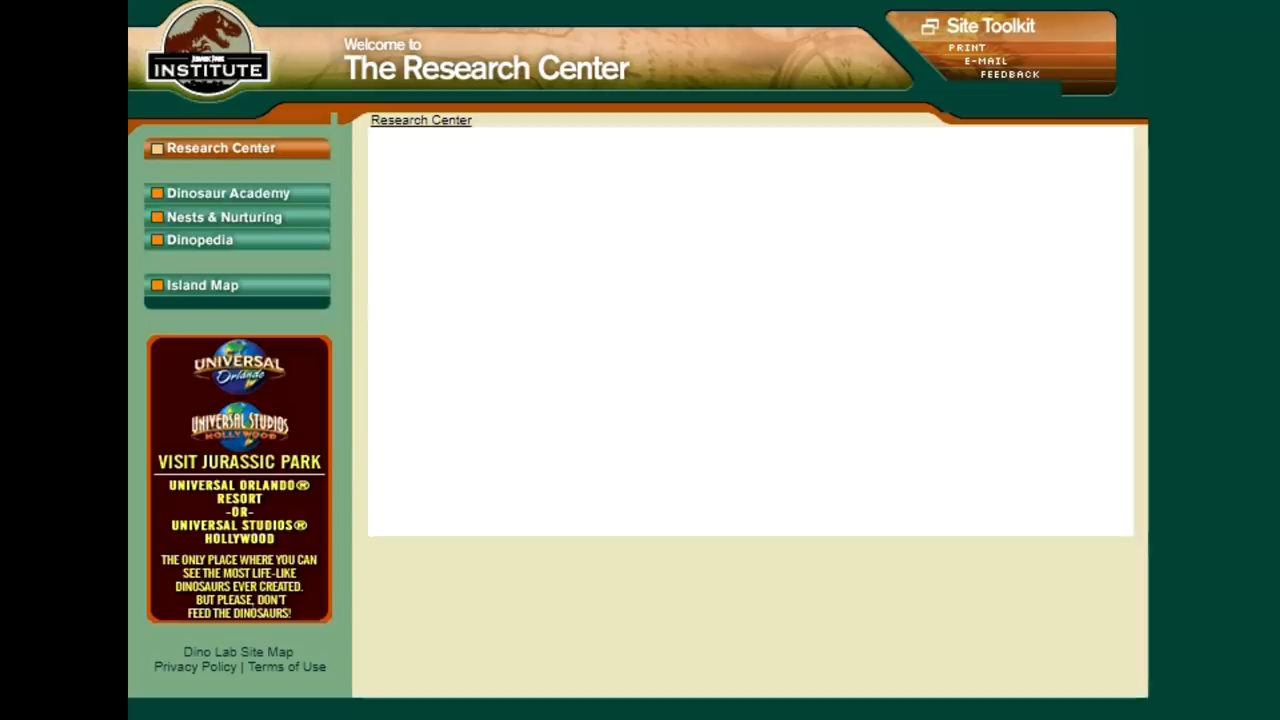 JURASSIC PARK
INSTITUTE
Welcome to
The Research Center
Site Toolkit
PRINT
E-MAIL
FEEDBACK
Research Center
Research Center
Dinosaur Academy
Nests & Nurturing
Dinopedia
Island Map
UNIVERSAL
Orlando
UNIVERSAL STUDIOS
HOLLYWOOD
VISIT JURASSIC PARK
UNIVERSAL ORLANDO®
RESORT
-OR-
UNIVERSAL STUDIOS®
HOLLYWOOD
THE ONLY PLACE WHERE YOU CAN
SEE THE MOST LIFE-LIKE
DINOSAURS EVER CREATED.
BUT PLEASE, DON'T
FEED THE DINOSAURS!
Dino Lab Site Map
Privacy Policy | Terms of Use